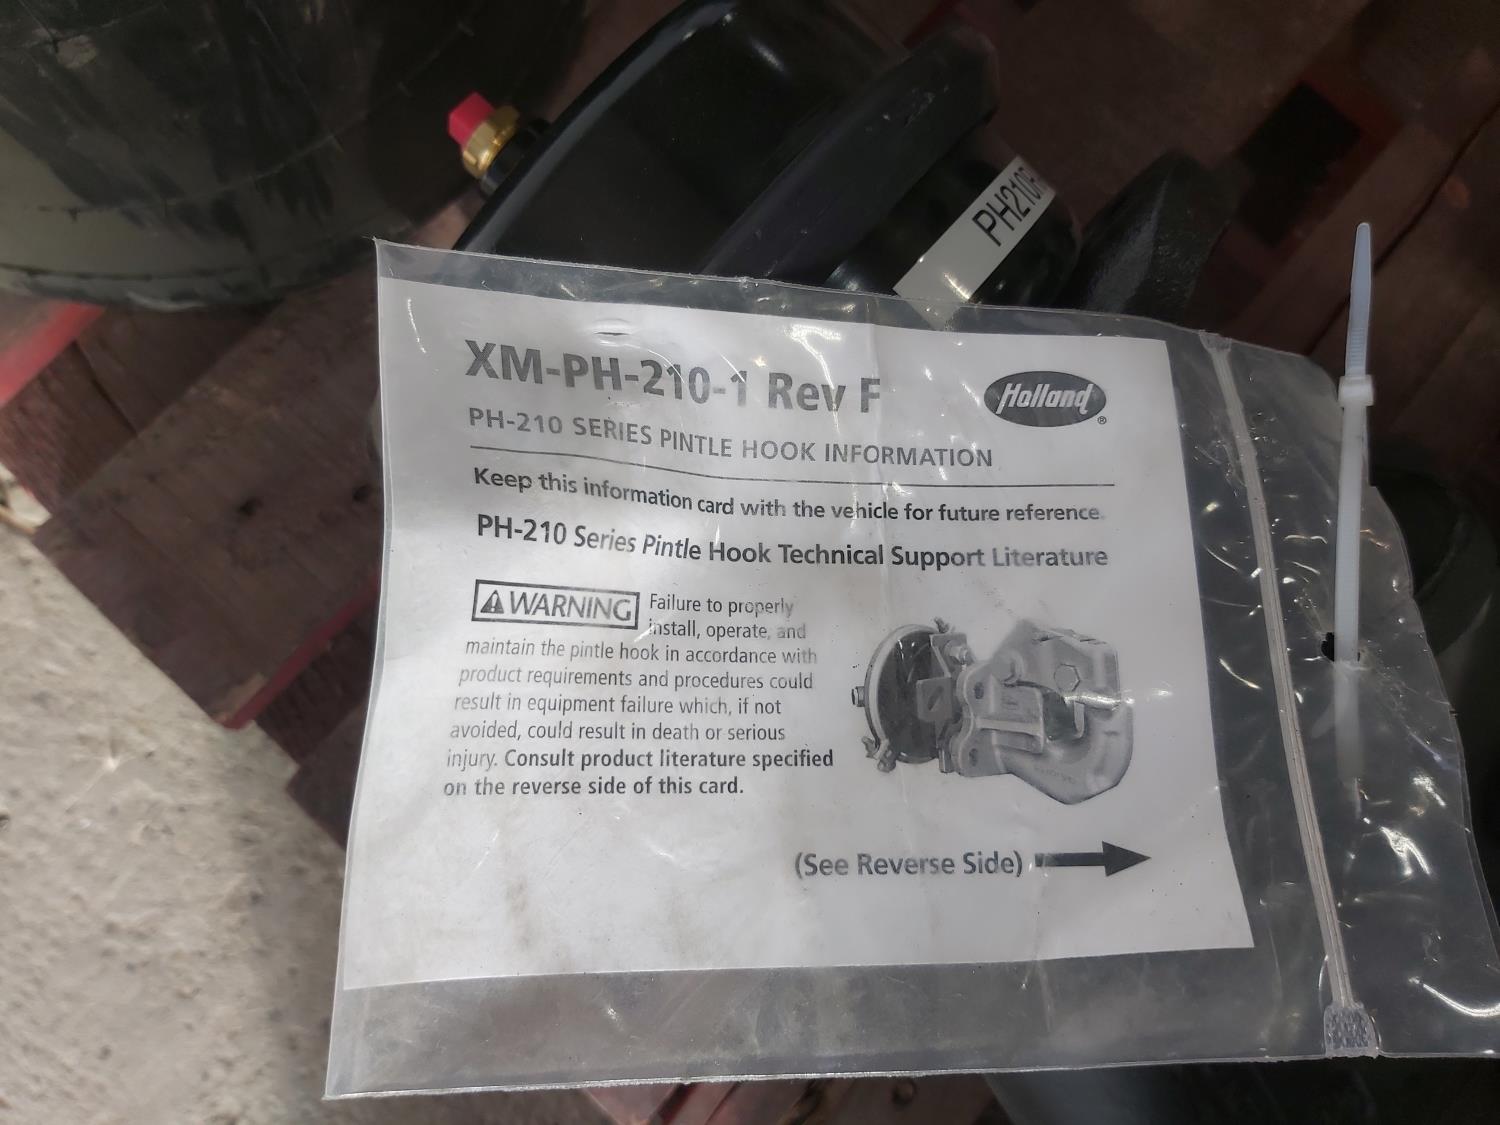 PH210R
XM-PH-210-1 Rev F
Holland®
PH-210 SERIES PINTLE HOOK INFORMATION
Keep this information card with the vehicle for future reference.
PH-210 Series Pintle Hook Technical Support Literature
WARNING Failure to properly
install, operate, and
maintain the pintle hook in accordance with
product requirements and procedures could
result in equipment failure which, if not
avoided, could result in death or serious
injury. Consult product literature specified
on the reverse side of this card.
(See Reverse Side)